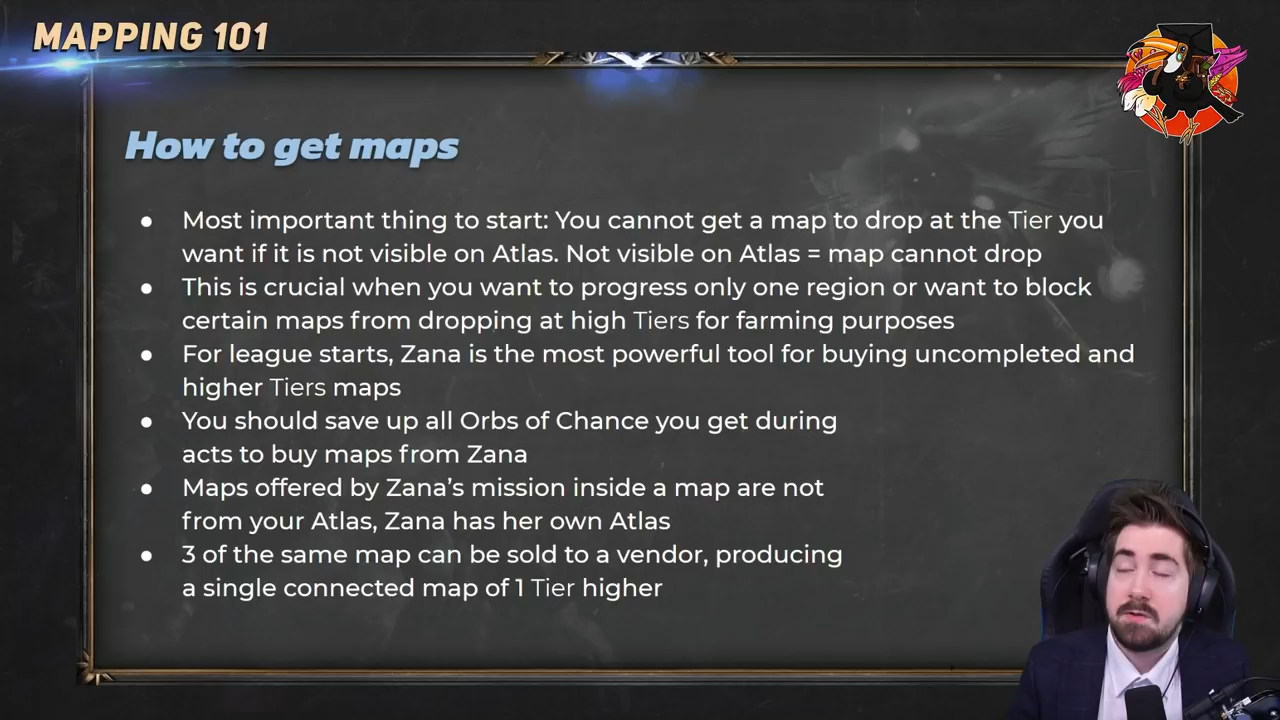 MAPPING 101
How to get maps
● Most important thing to start: You cannot get a map to drop at the Tier you
want if it is not visible on Atlas. Not visible on Atlas = map cannot drop
● This is crucial when you want to progress only one region or want to block
certain maps from dropping at high Tiers for farming purposes
● For league starts, Zana is the most powerful tool for buying uncompleted and
higher Tiers maps
● You should save up all Orbs of Chance you get during
acts to buy maps from Zana
● Maps offered by Zana’s mission inside a map are not
from your Atlas, Zana has her own Atlas
● 3 of the same map can be sold to a vendor, producing
a single connected map of 1 Tier higher